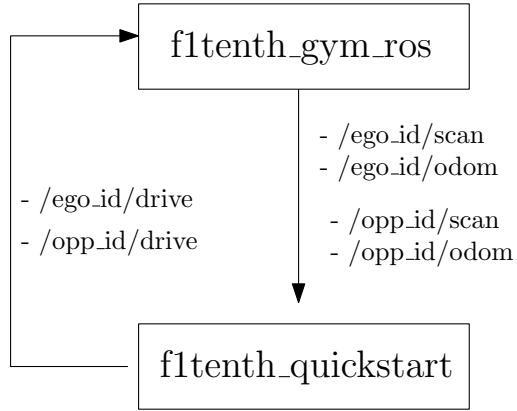 f1tenth_gym_ros
- /ego_id/scan
- /ego_id/odom
- /ego_id/drive
- /opp_id/scan
- /opp_id/drive
- /opp_id/odom
f1tenth_quickstart